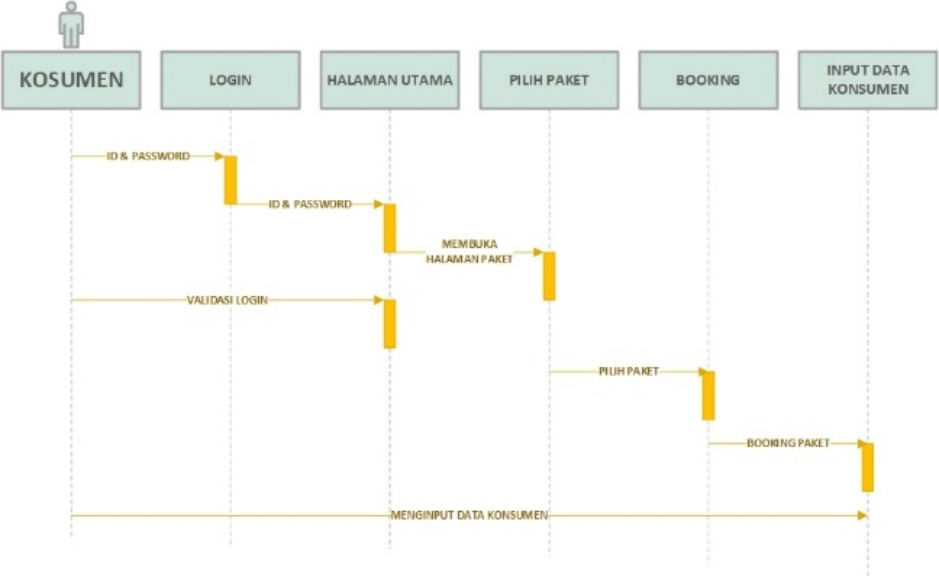 KOSUMEN
LOGIN
HALAMAN UTAMA
PILIH PAKET
BOOKING
INPUT DATA
KONSUMEN
ID & PASSWORD
ID & PASSWORD
MEMBUKA
HALAMAN PAKET
VALIDASI LOGIN
PILIH PAKET
BOOKING PAKET
MENGINPUT DATA KONSUMEN